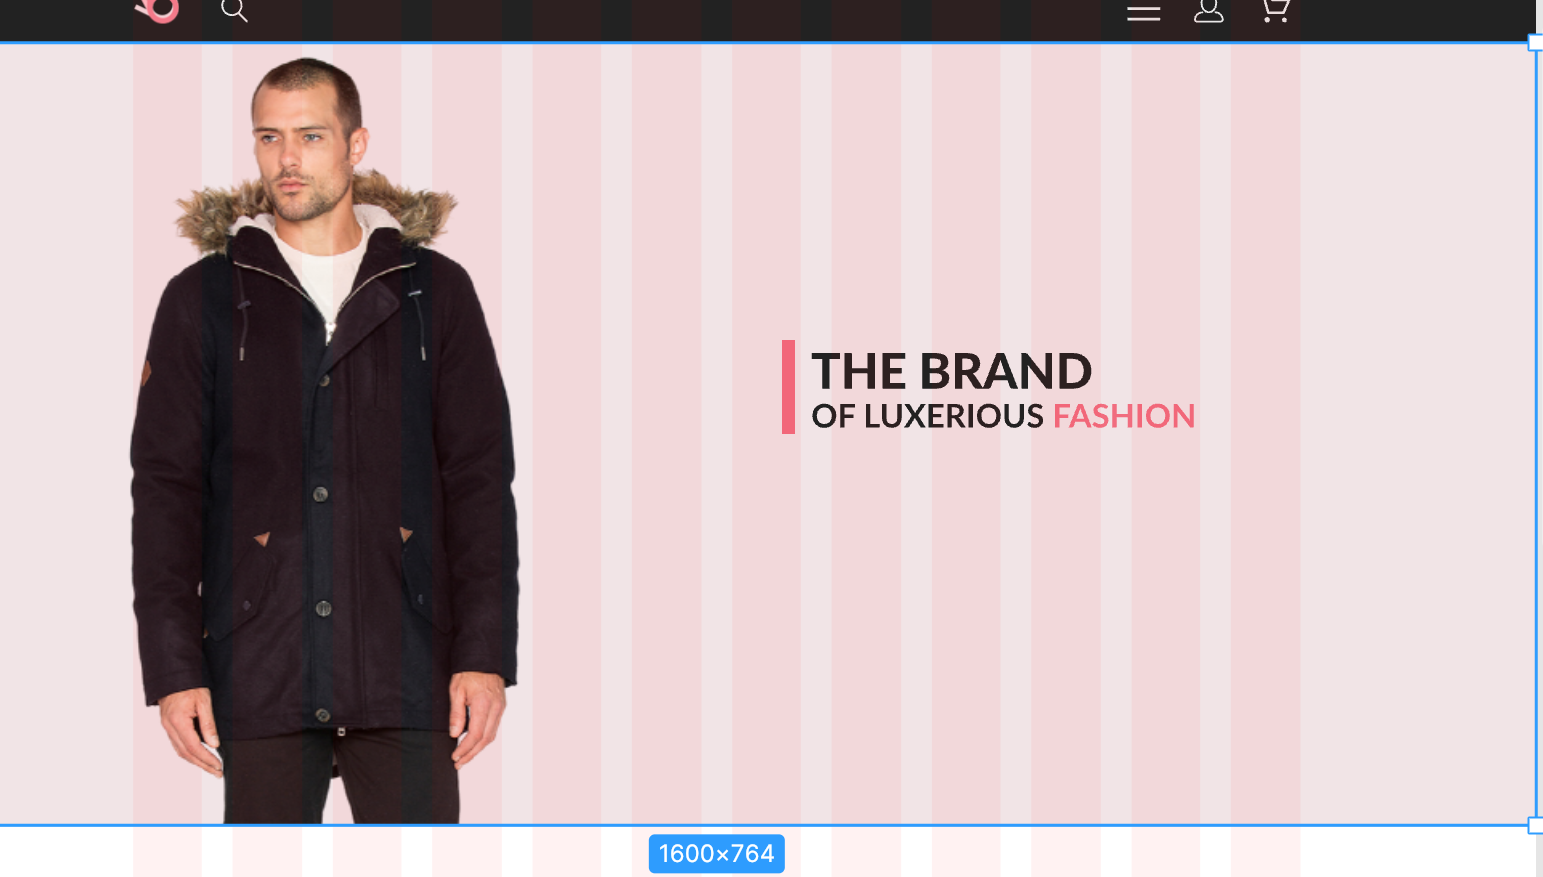 THE BRAND
OF LUXERIOUS FASHION
1600×764